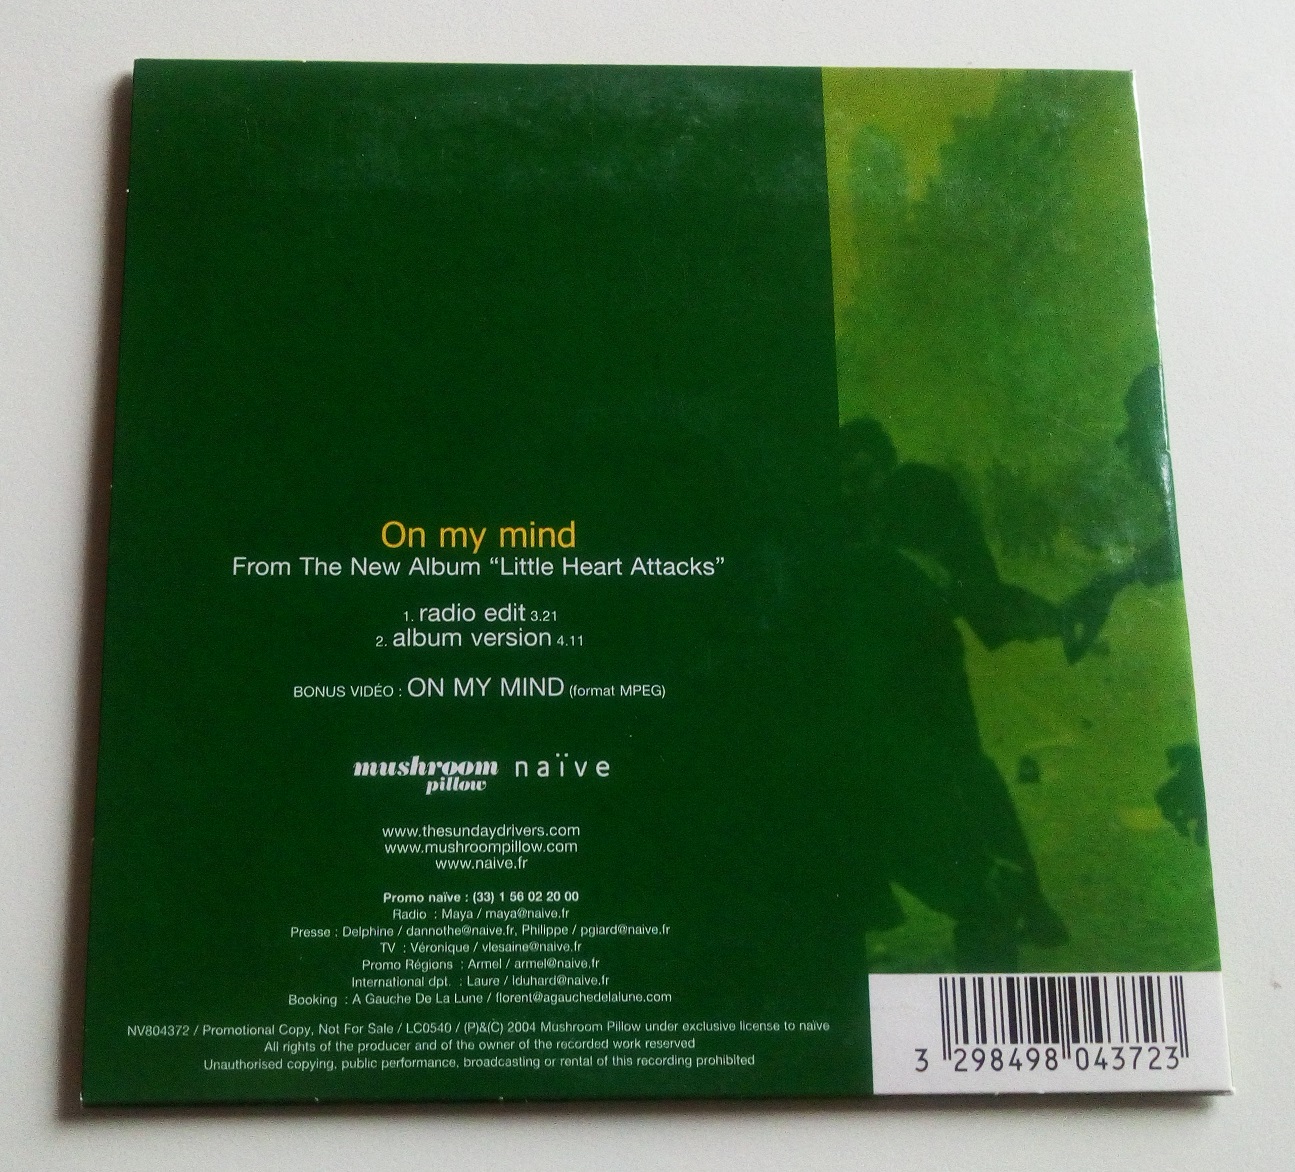 On my mind
From The New Album “Little Heart Attacks”
1. radio edit 3.21
2. album version 4.11
BONUS VIDÉO : ON MY MIND (format MPEG)
mushroom pillow naïve
www.thesundaydrivers.com
www.mushroompillow.com
www.naive.fr
Promo naïve : (33) 1 56 02 20 00
Radio : Maya / maya@naive.fr
Presse : Delphine / dannothe@naive.fr, Philippe / pgiard@naive.fr
TV : Véronique / vlesaine@naive.fr
Promo Régions : Armel / armel@naive.fr
International dpt. : Laure / lduhard@naive.fr
Booking : A Gauche De La Lune / florent@agauchedelalune.com
NV804372 / Promotional Copy, Not For Sale / LC0540 / (P)&(C) 2004 Mushroom Pillow under exclusive license to naïve
All rights of the producer and of the owner of the recorded work reserved
Unauthorised copying, public performance, broadcasting or rental of this recording prohibited
3 298498 043723